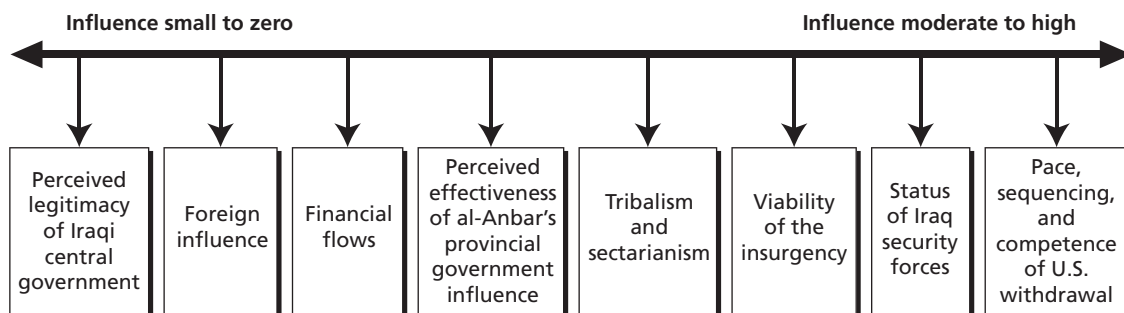 Influence small to zero
Influence moderate to high
Perceived
legitimacy
of Iraqi
central
government
Foreign
influence
Financial
flows
Perceived
effectiveness
of al-Anbar’s
provincial
government
influence
Tribalism
and
sectarianism
Viability
of the
insurgency
Status
of Iraq
security
forces
Pace,
sequencing,
and
competence
of U.S.
withdrawal